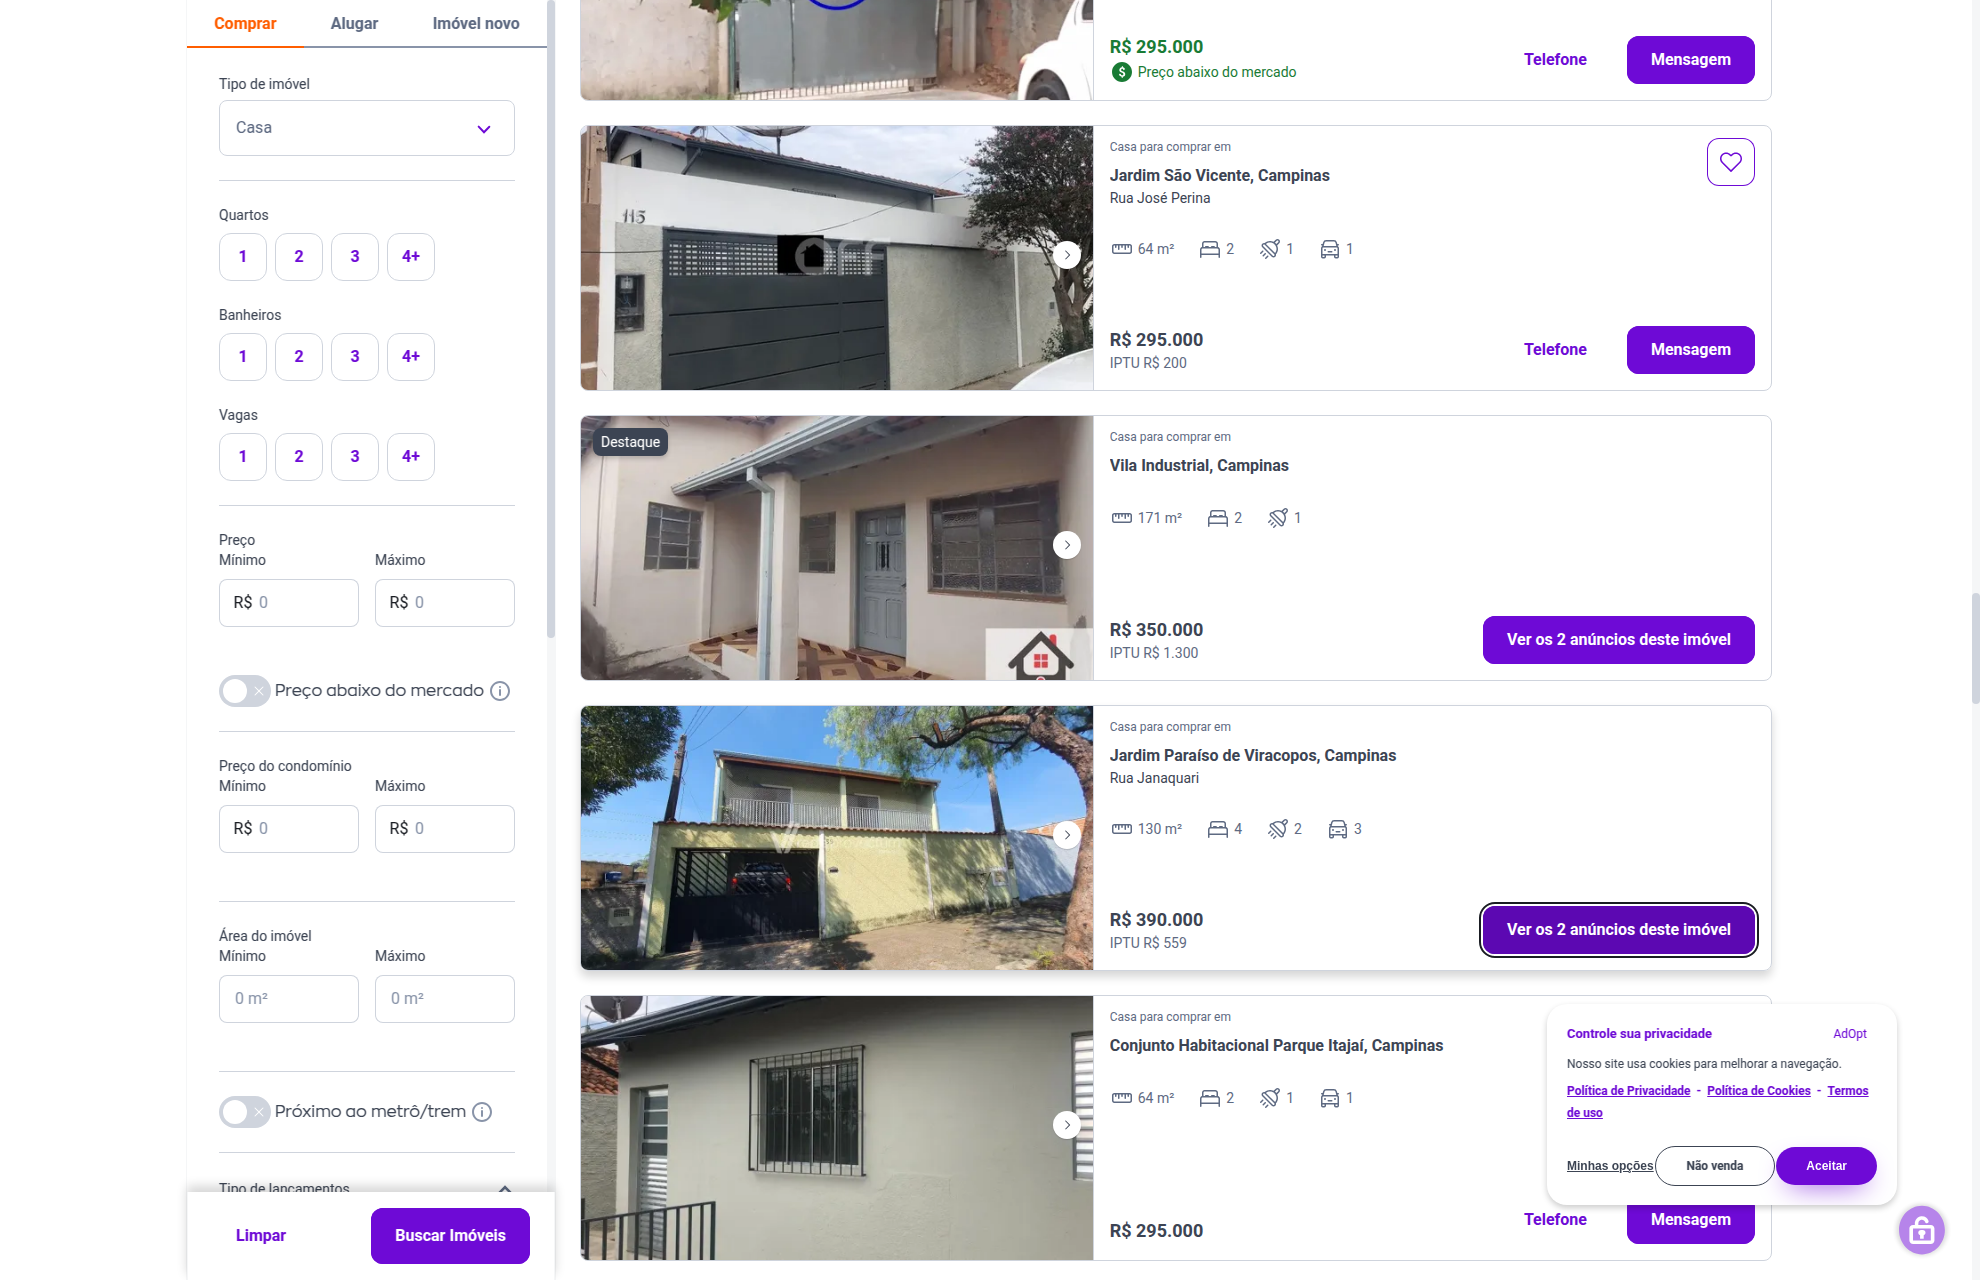 Comprar
Alugar
Imóvel novo
Tipo de imóvel
Casa
Quartos
1
2
3
4+
Banheiros
1
2
3
4+
Vagas
1
2
3
4+
Preço
Mínimo
Máximo
R$ 0
R$ 0
Preço abaixo do mercado
Preço do condomínio
Mínimo
Máximo
R$ 0
R$ 0
Área do imóvel
Mínimo
Máximo
0 m²
0 m²
Próximo ao metrô/trem
Tipo de lançamentos
Limpar
Buscar Imóveis
R$ 295.000
Preço abaixo do mercado
Telefone
Mensagem
115
OFF
Casa para comprar em
Jardim São Vicente, Campinas
Rua José Perina
64 m²
2
1
1
R$ 295.000
IPTU R$ 200
Telefone
Mensagem
Destaque
Casa para comprar em
Vila Industrial, Campinas
171 m²
2
1
R$ 350.000
IPTU R$ 1.300
Ver os 2 anúncios deste imóvel
Casa para comprar em
Jardim Paraíso de Viracopos, Campinas
Rua Janaquari
130 m²
4
2
3
R$ 390.000
IPTU R$ 559
Ver os 2 anúncios deste imóvel
Casa para comprar em
Conjunto Habitacional Parque Itajaí, Campinas
64 m²
2
1
1
R$ 295.000
Telefone
Mensagem
Controle sua privacidade
AdOpt
Nosso site usa cookies para melhorar a navegação.
Política de Privacidade - Política de Cookies - Termos
de uso
Minhas opções
Não venda
Aceitar